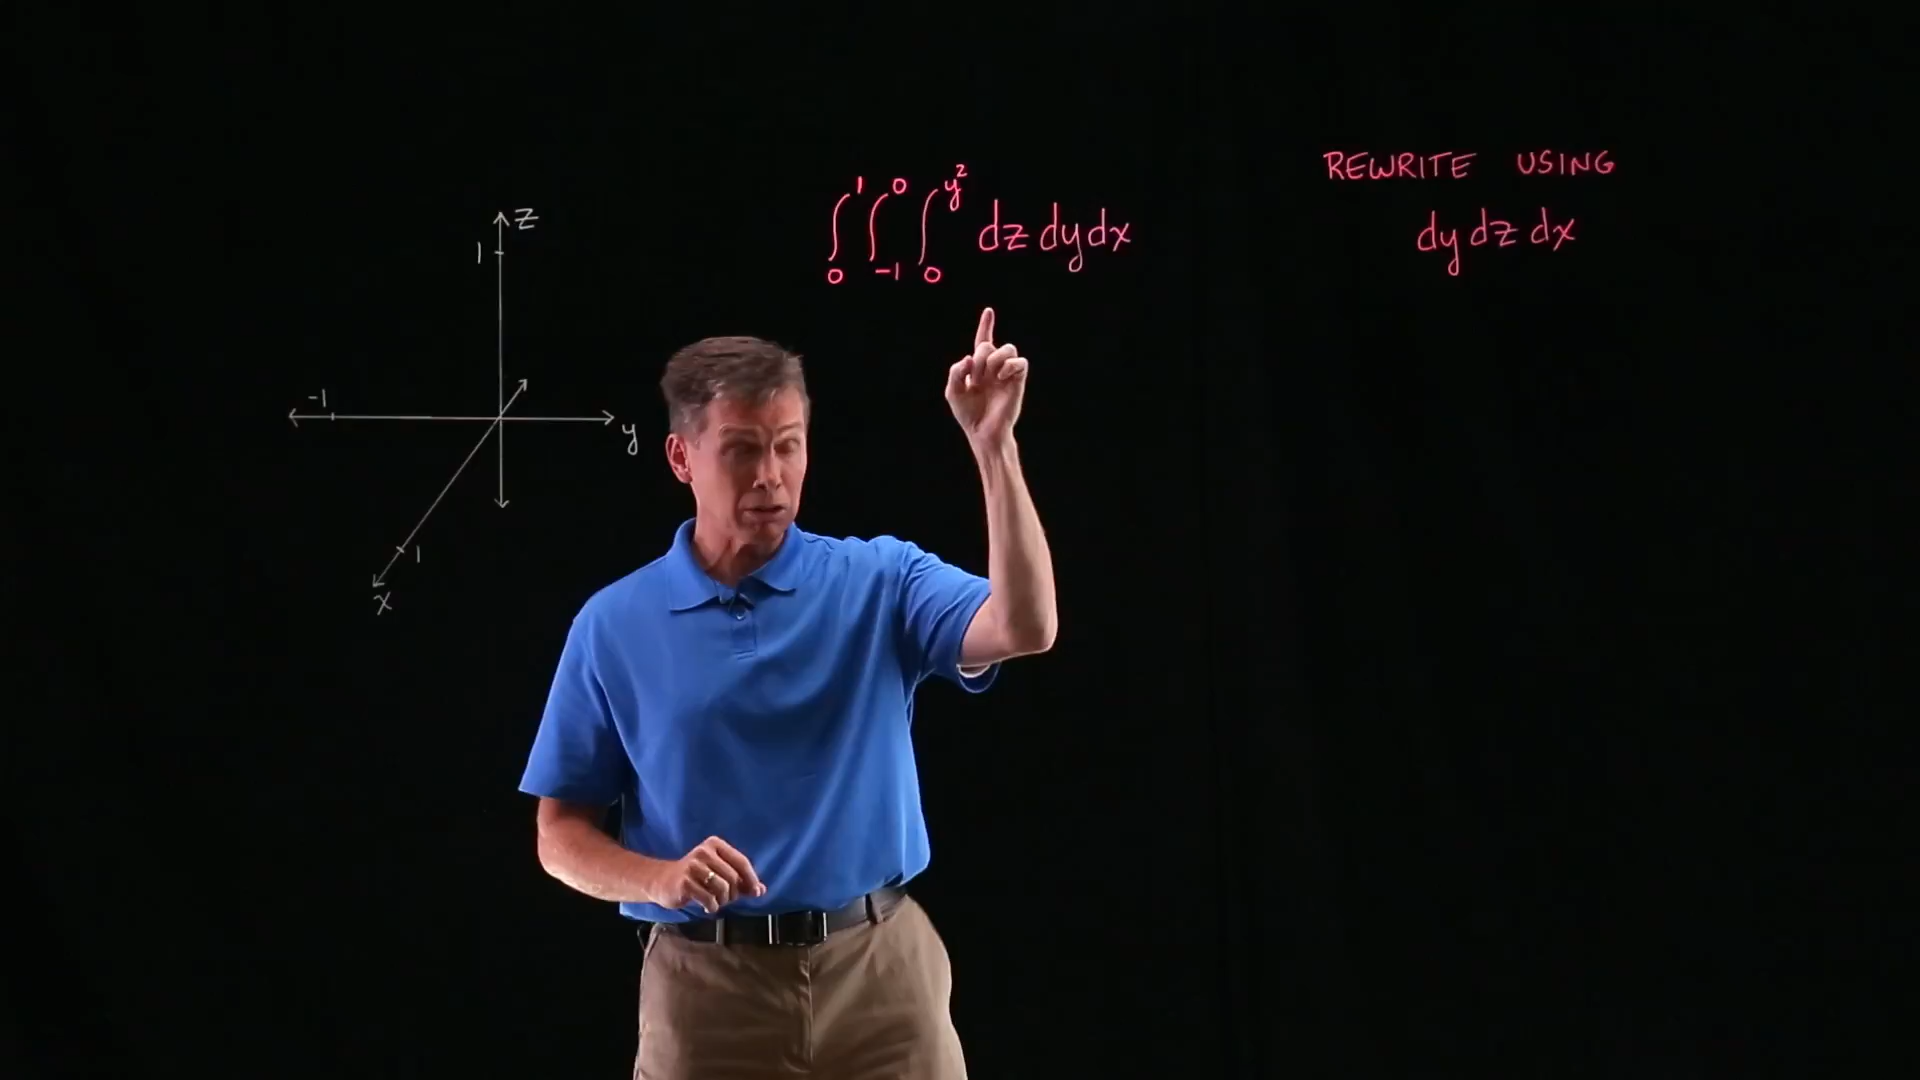 z
1
-1
y
1
x
∫₀¹ ∫₋₁⁰ ∫₀^y² dz dy dx
REWRITE USING
dy dz dx